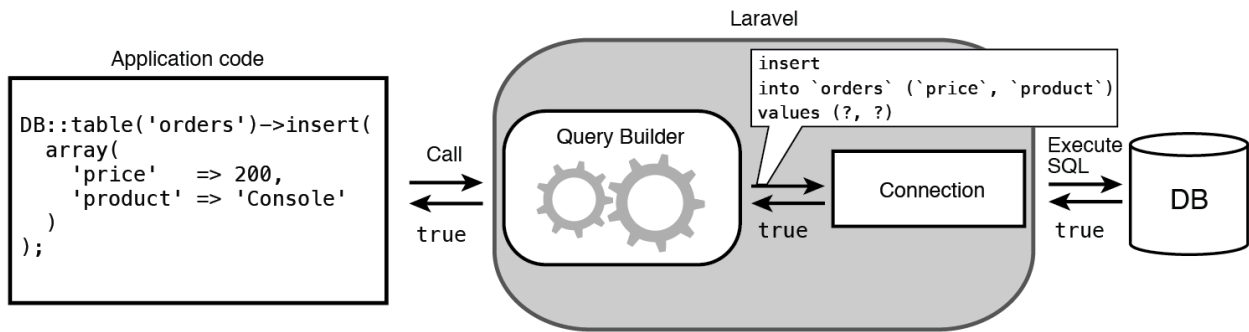 Application code
DB::table('orders')->insert(
  array(
    'price'   => 200,
    'product' => 'Console'
  )
);
Call
true
Laravel
Query Builder
insert
into `orders` (`price`, `product`)
values (?, ?)
true
Connection
Execute
SQL
true
DB